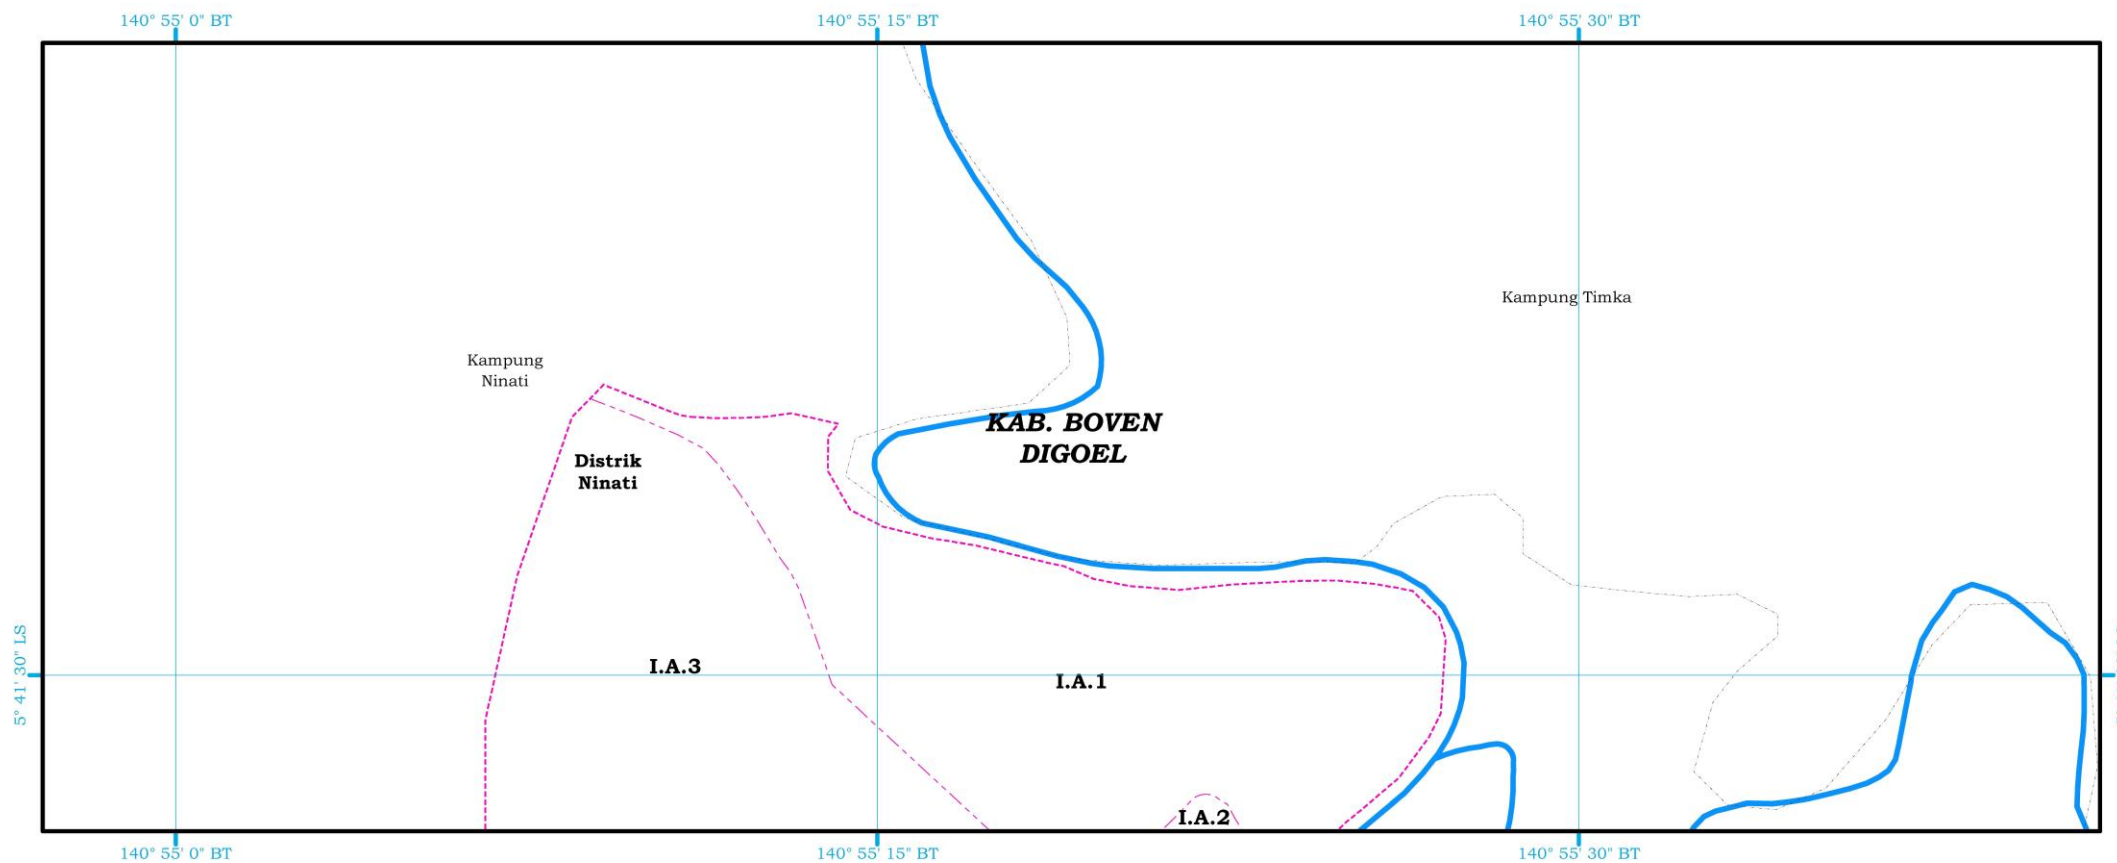 140° 55' 0" BT
140° 55' 15" BT
140° 55' 30" BT
Kampung Timka
Kampung
Ninati
KAB. BOVEN
DIGOEL
Distrik
Ninati
5° 41' 30" LS
I.A.3
I.A.1
I.A.2
140° 55' 0" BT
140° 55' 15" BT
140° 55' 30" BT